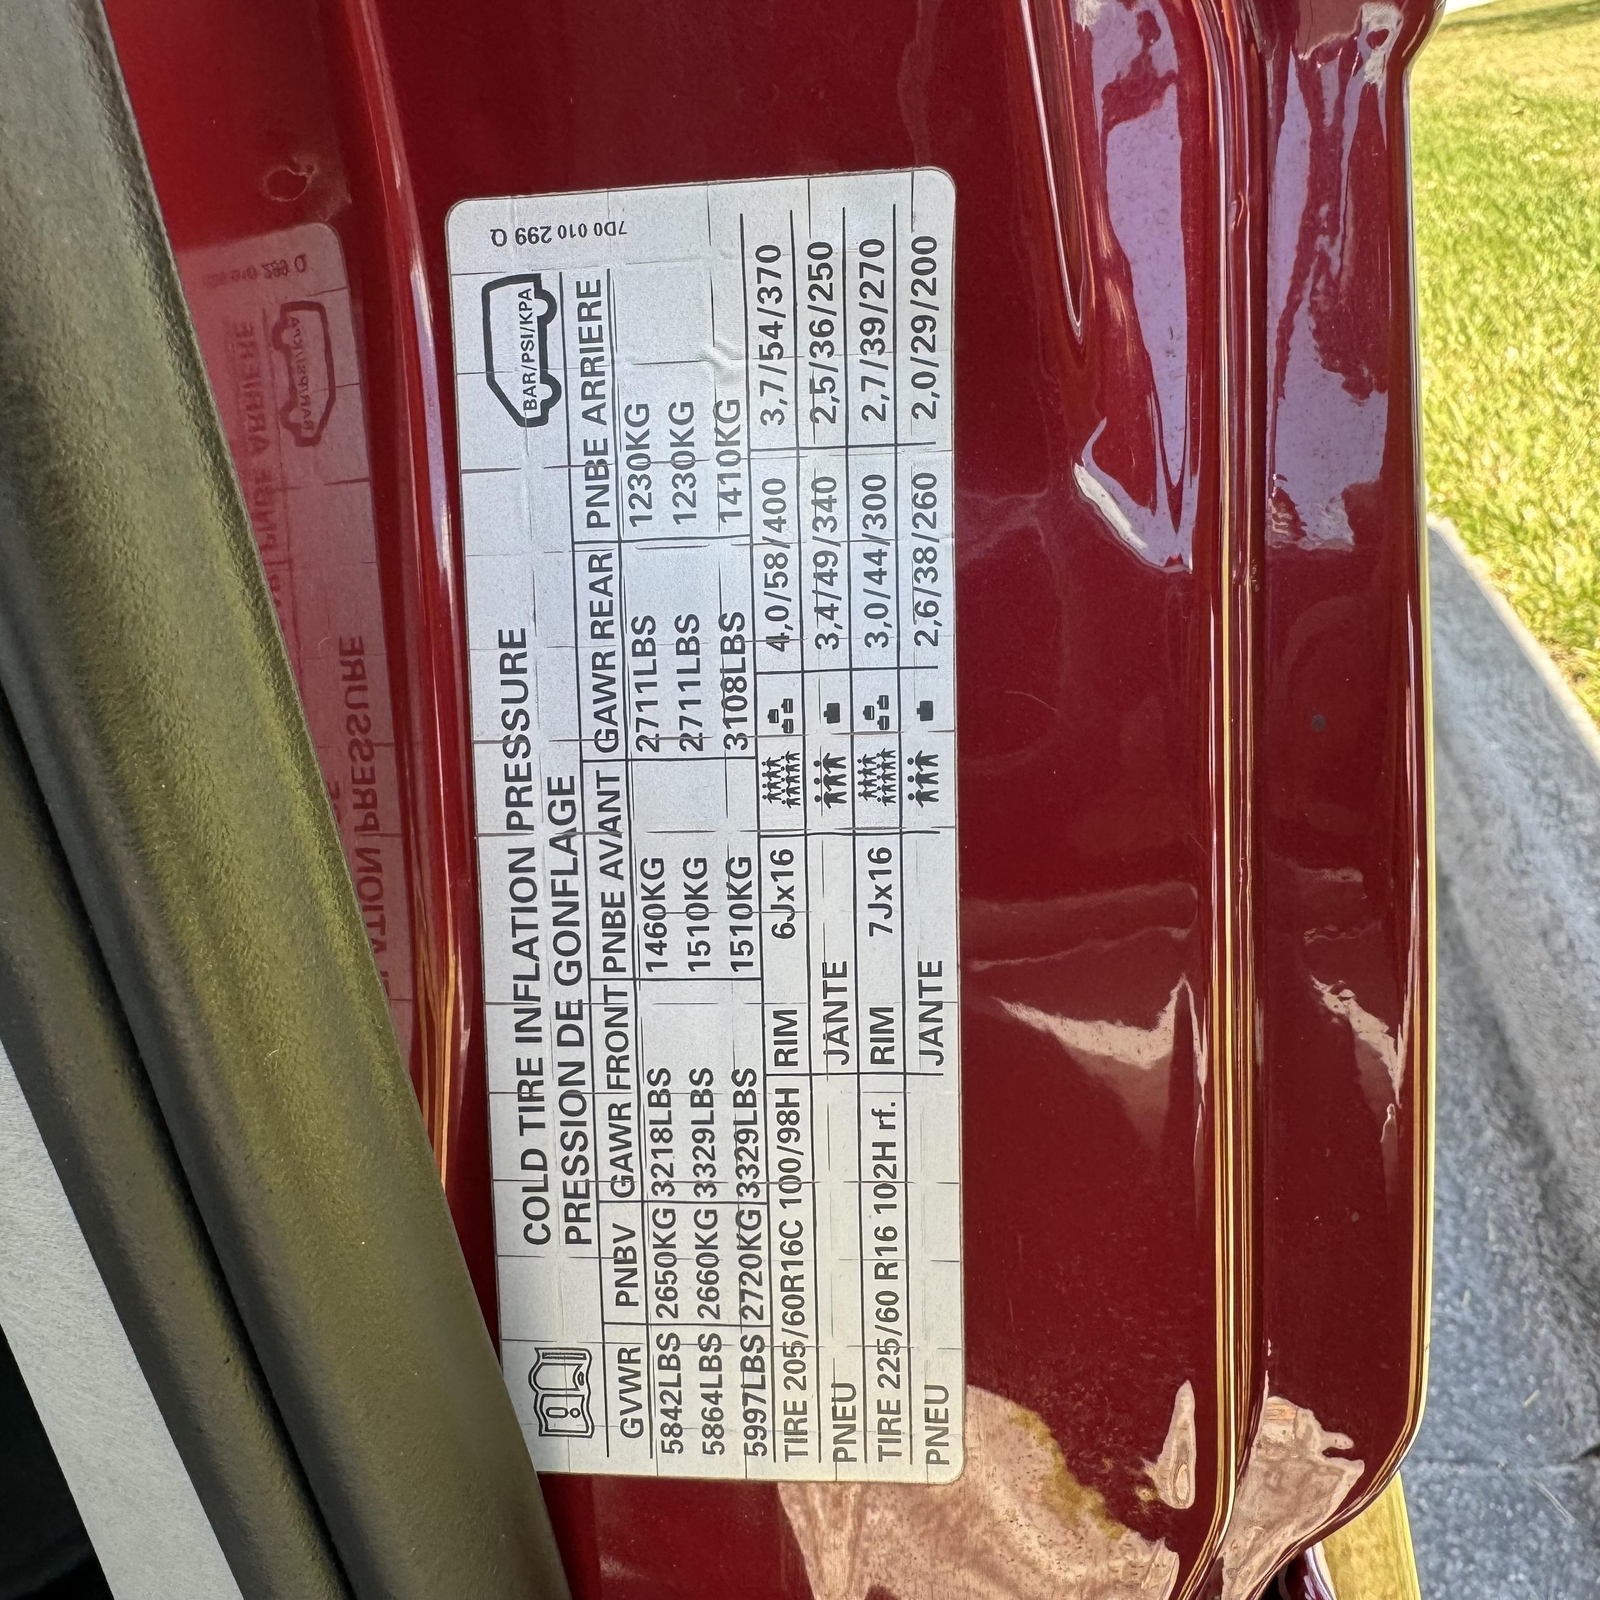 COLD TIRE INFLATION PRESSURE
PRESSION DE GONFLAGE
BAR/PSI/KPA
7D0 010 299 Q
GVWR PNBV GAWR FRONT PNBE AVANT GAWR REAR PNBE ARRIERE
5842LBS 2650KG 3218LBS 1460KG 2711LBS 1230KG
5864LBS 2660KG 3329LBS 1510KG 2711LBS 1230KG
5997LBS 2720KG 3329LBS 1510KG 3108LBS 1410KG
TIRE 205/60R16C 100/98H RIM 6Jx16 4,0/58/400 3,7/54/370
PNEU JANTE 3,4/49/340 2,5/36/250
TIRE 225/60 R16 102H rf. RIM 7Jx16 3,0/44/300 2,7/39/270
PNEU JANTE 2,6/38/260 2,0/29/200